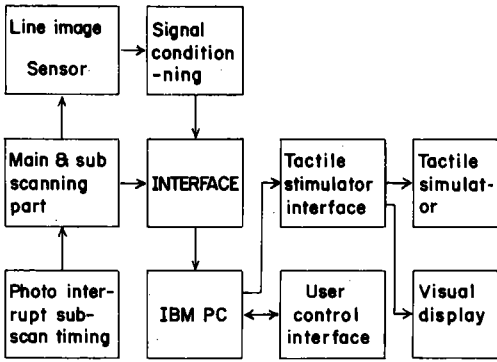 Line image
Sensor
Signal
condition
-ning
Main & sub
scanning
part
INTERFACE
Tactile
stimulator
interface
Tactile
simulat-
or
Photo inter-
rupt sub-
scan timing
IBM PC
User
control
interface
Visual
display